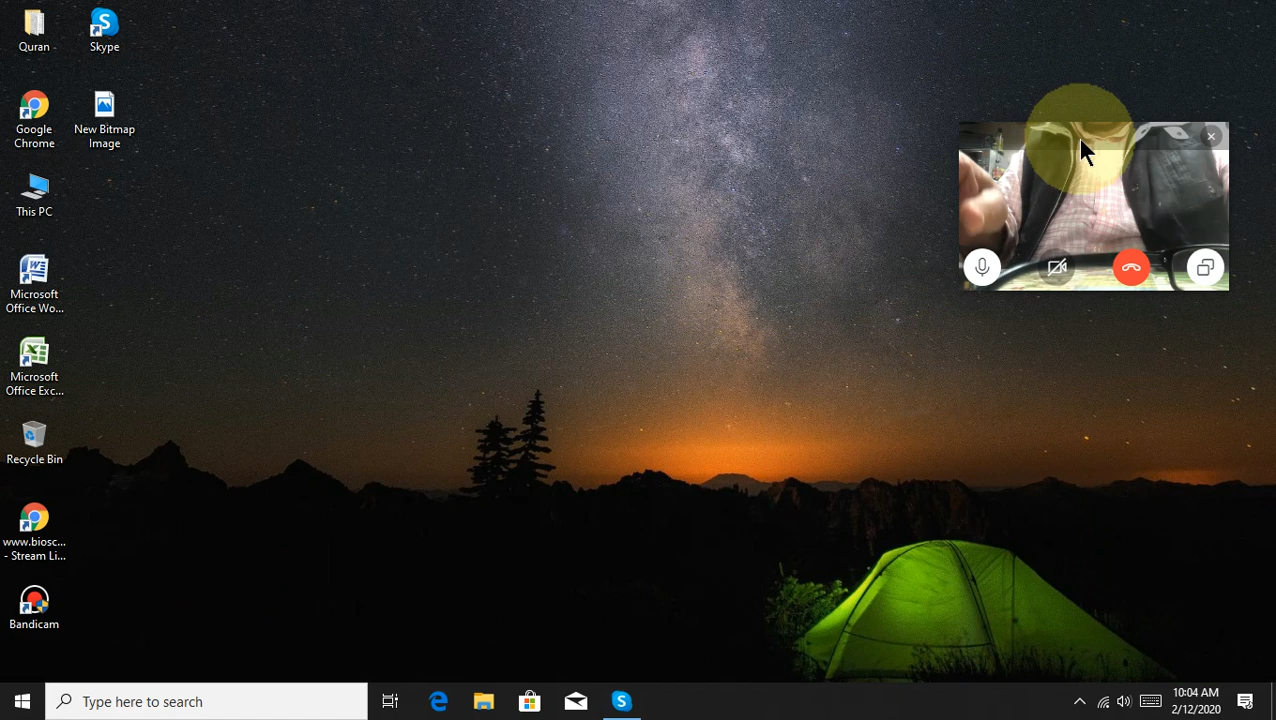 Quran
Skype
Google
Chrome
New Bitmap
Image
This PC
Microsoft
Office Wo...
Microsoft
Office Exc...
Recycle Bin
www.biosc...
- Stream Li...
Bandicam
Type here to search
10:04 AM
2/12/2020